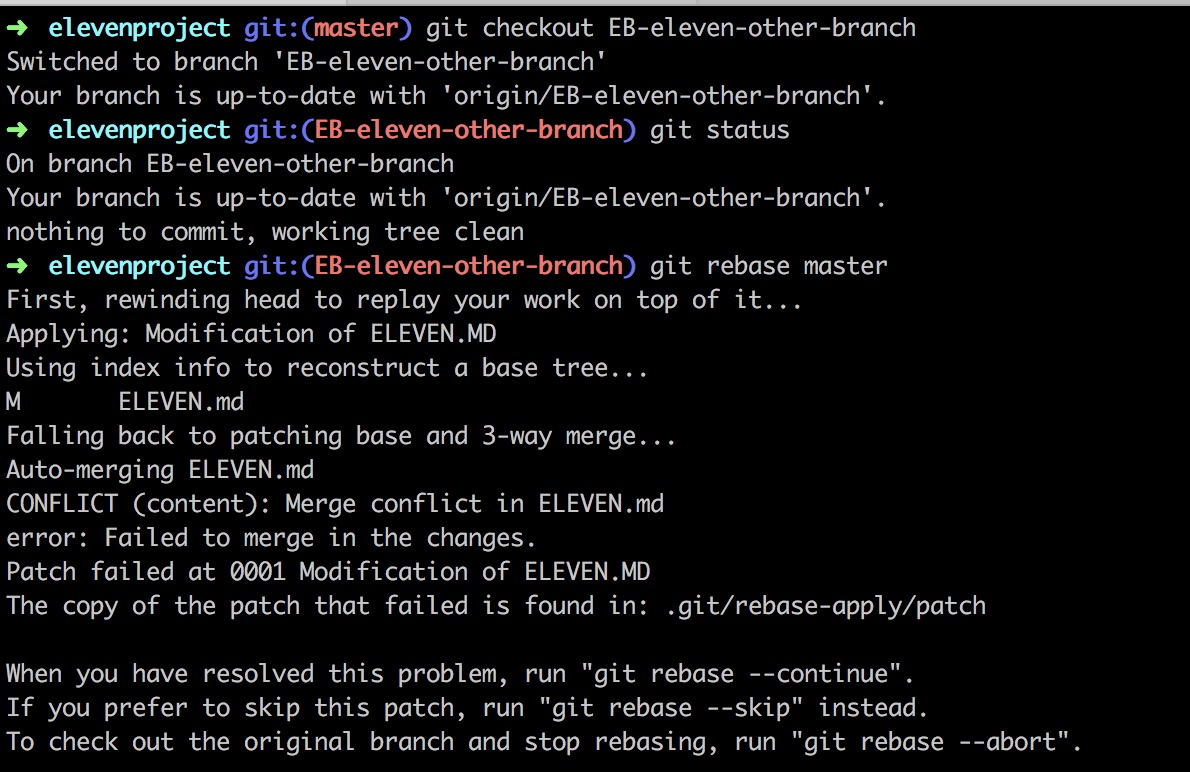 ➜ elevenproject git:(master) git checkout EB-eleven-other-branch
Switched to branch 'EB-eleven-other-branch'
Your branch is up-to-date with 'origin/EB-eleven-other-branch'.
➜ elevenproject git:(EB-eleven-other-branch) git status
On branch EB-eleven-other-branch
Your branch is up-to-date with 'origin/EB-eleven-other-branch'.
nothing to commit, working tree clean
➜ elevenproject git:(EB-eleven-other-branch) git rebase master
First, rewinding head to replay your work on top of it...
Applying: Modification of ELEVEN.MD
Using index info to reconstruct a base tree...
M       ELEVEN.md
Falling back to patching base and 3-way merge...
Auto-merging ELEVEN.md
CONFLICT (content): Merge conflict in ELEVEN.md
error: Failed to merge in the changes.
Patch failed at 0001 Modification of ELEVEN.MD
The copy of the patch that failed is found in: .git/rebase-apply/patch

When you have resolved this problem, run "git rebase --continue".
If you prefer to skip this patch, run "git rebase --skip" instead.
To check out the original branch and stop rebasing, run "git rebase --abort".